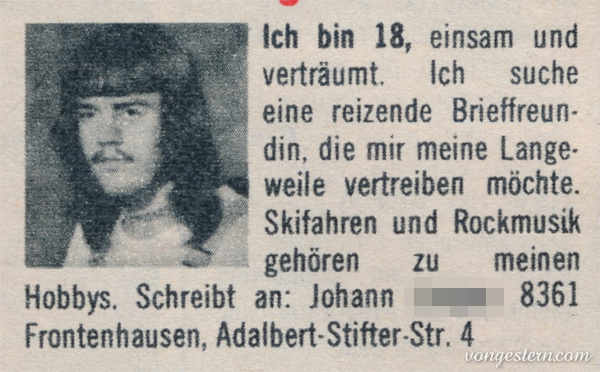 Ich bin 18, einsam und
verträumt. Ich suche
eine reizende Brieffreun-
din, die mir meine Lange-
weile vertreiben möchte.
Skifahren und Rockmusik
gehören zu meinen
Hobbys. Schreibt an: Johann 8361
Frontenhausen, Adalbert-Stifter-Str. 4
vongestern.com